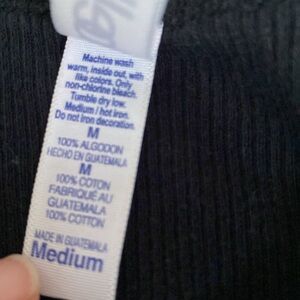 Machine wash
warm, inside out, with
like colors. Only
non-chlorine bleach.
Tumble dry low.
Medium / hot iron.
Do not iron decoration.
M
100% ALGODON
HECHO EN GUATEMALA
M
100% COTON
FABRIQUÉ AU
GUATEMALA
100% COTTON
MADE IN GUATEMALA
Medium